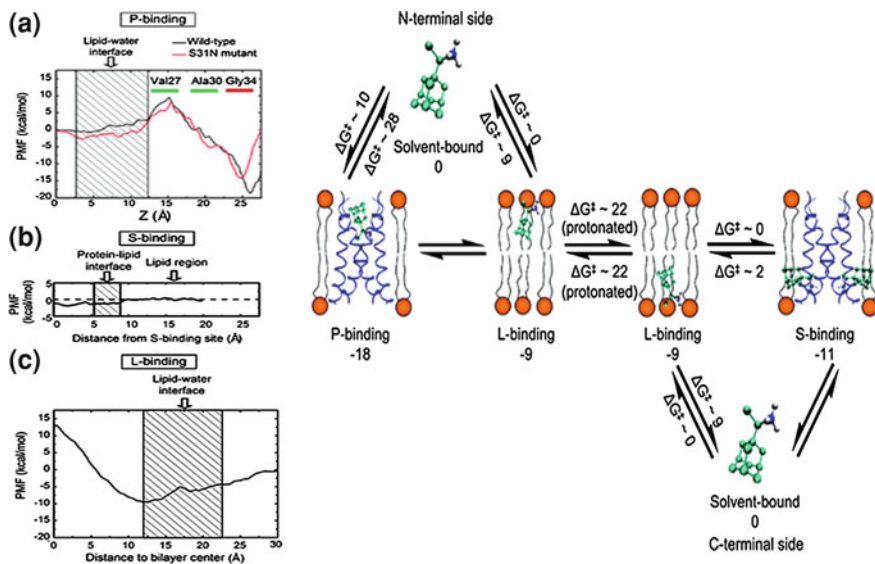 (a)
P-binding
Lipid-water
interface
Wild-type
S31N mutant
Val27 Ala30 Gly34
PMF (kcal/mol)
15
10
5
0
-5
-10
-15
-20
0 5 10 15 20 25
Z (Å)
(b)
S-binding
Protein-lipid
interface
Lipid region
PMF (kcal/mol)
5
0
-5
0 5 10 15 20 25
Distance from S-binding site (Å)
(c)
L-binding
Lipid-water
interface
PMF (kcal/mol)
15
10
5
0
-5
-10
-15
-20
0 5 10 15 20 25 30
Distance to bilayer center(Å)
N-terminal side
Solvent-bound
0
ΔG‡~ 10
ΔG‡~ 28
ΔG‡~ 0
ΔG‡~ 9
ΔG‡~ 22
(protonated)
ΔG‡~ 22
(protonated)
ΔG‡~ 0
ΔG‡~ 2
P-binding
-18
L-binding
-9
L-binding
-9
S-binding
-11
ΔG‡~ 9
ΔG‡~ 0
Solvent-bound
0
C-terminal side